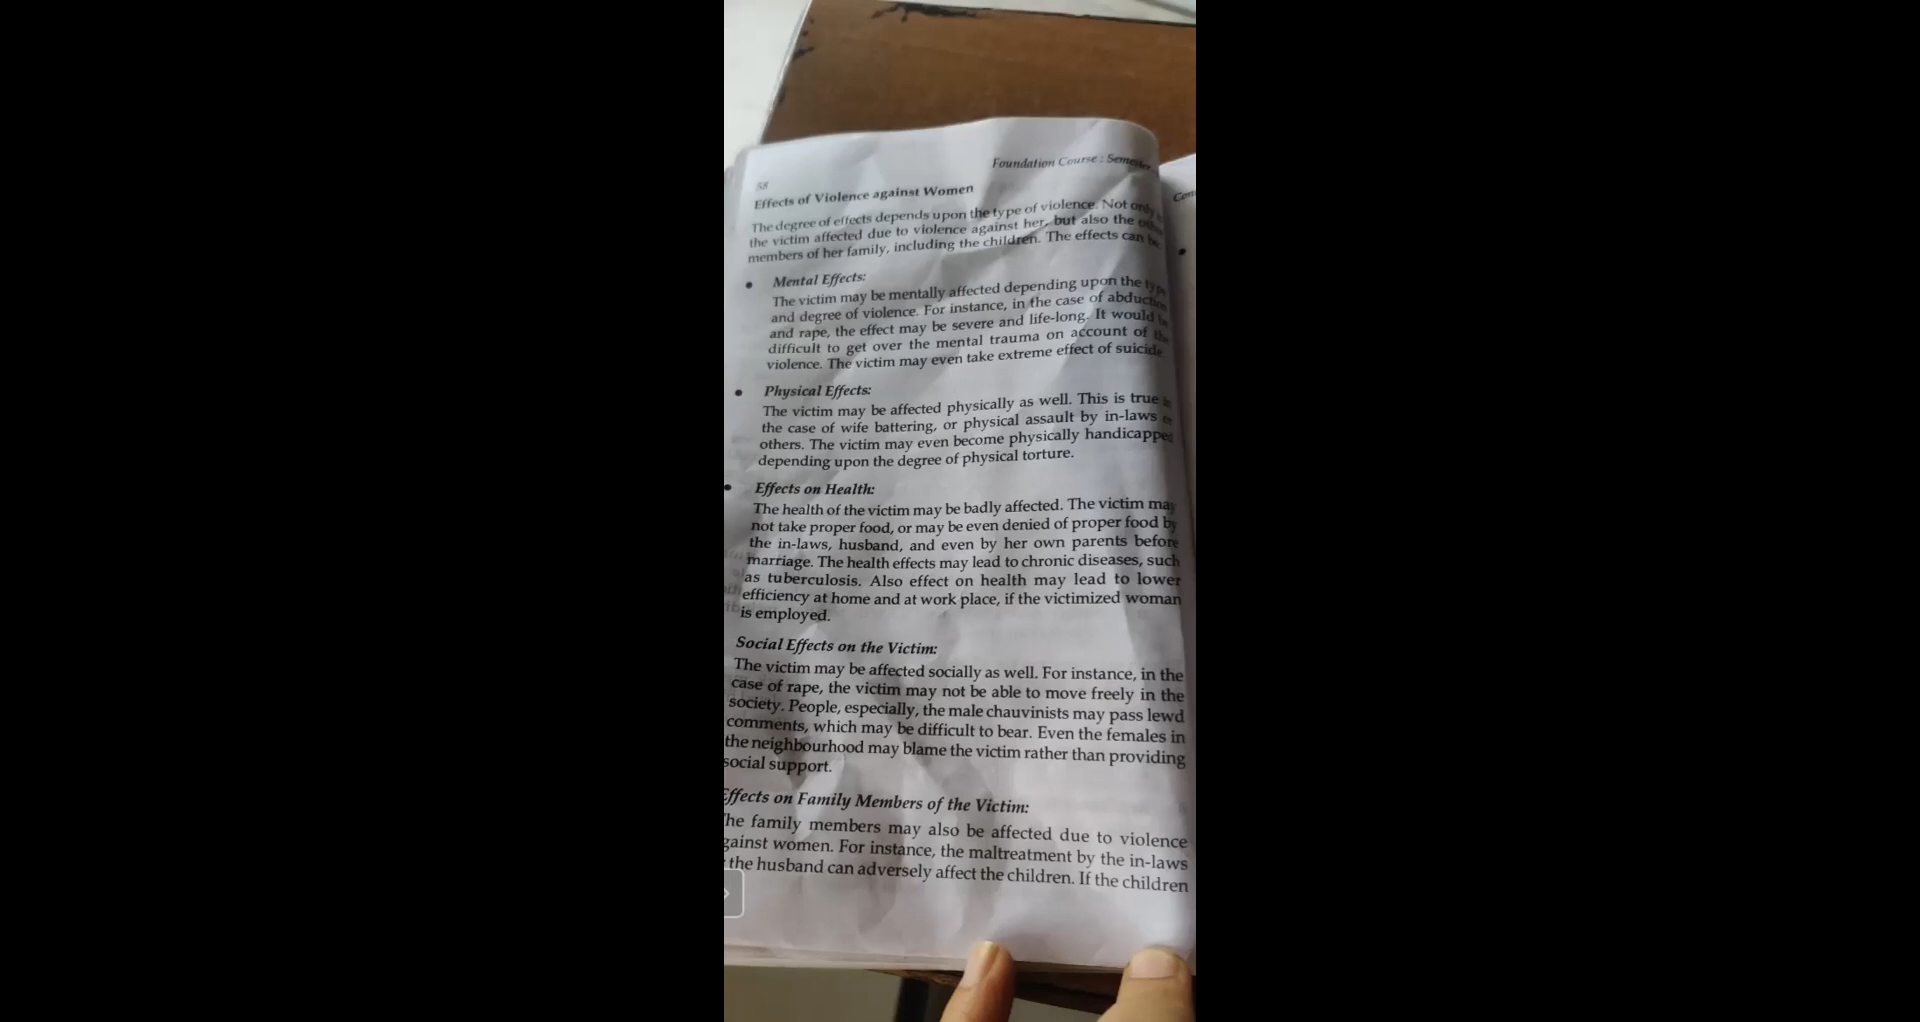 Foundation Course : Semester
58
Effects of Violence against Women
The degree of effects depends upon the type of violence. Not only
the victim affected due to violence against her, but also the
members of her family, including the children. The effects can
• Mental Effects:
The victim may be mentally affected depending upon the
and degree of violence. For instance, in the case of
and rape, the effect may be severe and life-long. It would
difficult to get over the mental trauma on account of
violence. The victim may even take extreme effect of suicide
• Physical Effects:
The victim may be affected physically as well. This is true
the case of wife battering, or physical assault by in-laws
others. The victim may even become physically handicapped
depending upon the degree of physical torture.
• Effects on Health:
The health of the victim may be badly affected. The victim may
not take proper food, or may be even denied of proper food by
the in-laws, husband, and even by her own parents before
marriage. The health effects may lead to chronic diseases, such
as tuberculosis. Also effect on health may lead to lower
efficiency at home and at work place, if the victimized woman
is employed.
Social Effects on the Victim:
The victim may be affected socially as well. For instance, in the
case of rape, the victim may not be able to move freely in the
society. People, especially, the male chauvinists may pass lewd
comments, which may be difficult to bear. Even the females in
the neighbourhood may blame the victim rather than providing
social support.
Effects on Family Members of the Victim:
The family members may also be affected due to violence
against women. For instance, the maltreatment by the in-laws
the husband can adversely affect the children. If the children